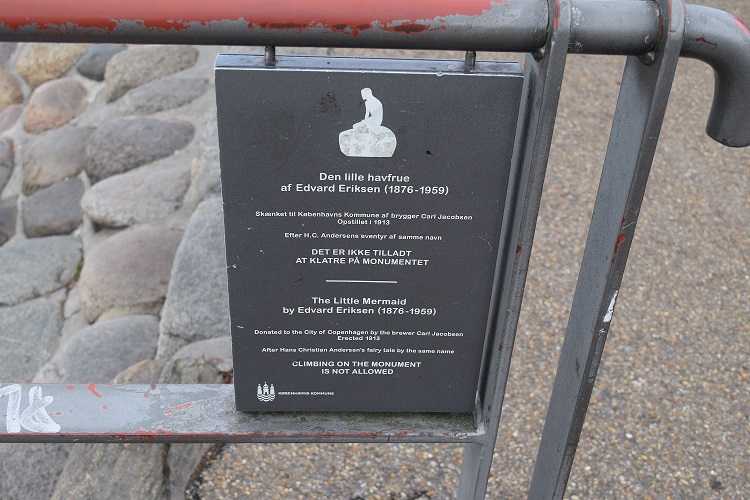 Den lille havfrue
af Edvard Eriksen (1876-1959)
Skænket til Københavns Kommune af brygger Carl Jacobsen
Opstillet i 1913
Efter H.C. Andersens eventyr af samme navn
DET ER IKKE TILLADT
AT KLATRE PÅ MONUMENTET
The Little Mermaid
by Edvard Eriksen (1876-1959)
Donated to the City of Copenhagen by the brewer Carl Jacobsen
Erected 1913
After Hans Christian Andersen's fairy tale by the same name
CLIMBING ON THE MONUMENT
IS NOT ALLOWED
KØBENHAVNS KOMMUNE